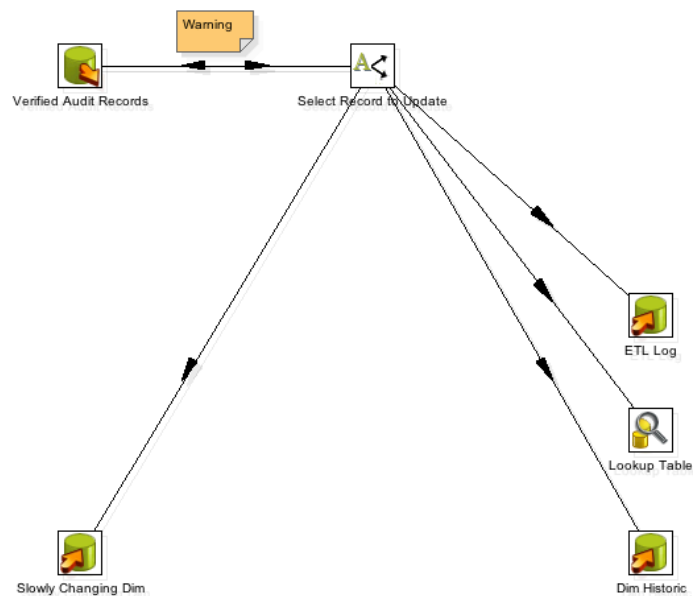 Warning
Verified Audit Records
Select Record to Update
ETL Log
Lookup Table
Slowly Changing Dim
Dim Historic